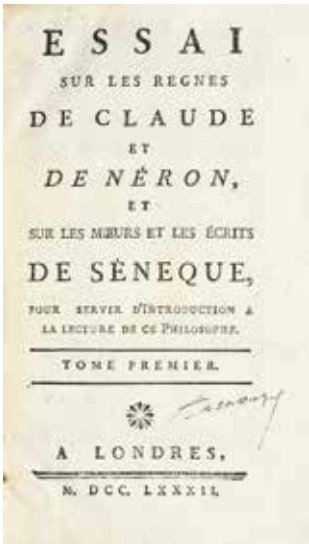 ESSAI
SUR LES REGNES
DE CLAUDE
ET
DE NÉRON,
ET
SUR LES MŒURS ET LES ÉCRITS
DE SÉNEQUE,
POUR SERVIR D'INTRODUCTION A
LA LECTURE DE CE PHILOSOPHE.
TOME PREMIER.
A LONDRES,
M. DCC. LXXXII.